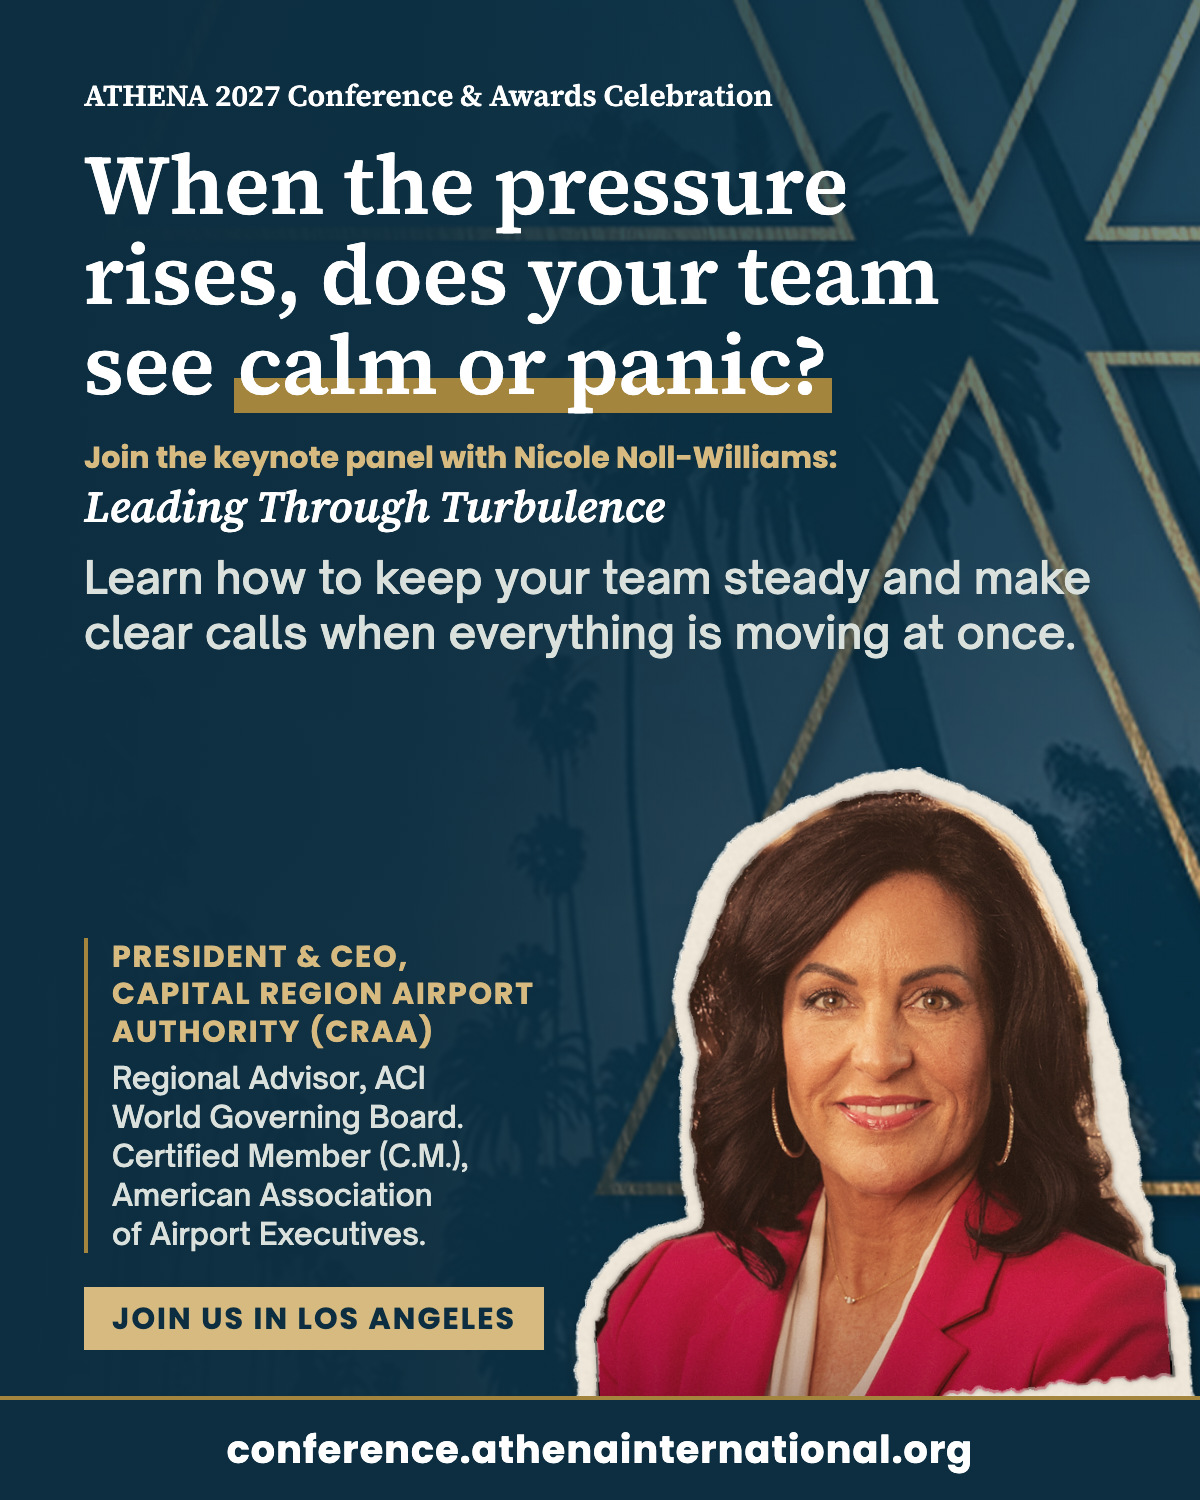 ATHENA 2027 Conference & Awards Celebration
When the pressure
rises, does your team
see calm or panic?
Join the keynote panel with Nicole Noll-Williams:
Leading Through Turbulence
Learn how to keep your team steady and make
clear calls when everything is moving at once.
PRESIDENT & CEO,
CAPITAL REGION AIRPORT
AUTHORITY (CRAA)
Regional Advisor, ACI
World Governing Board.
Certified Member (C.M.),
American Association
of Airport Executives.
JOIN US IN LOS ANGELES
conference.athenainternational.org